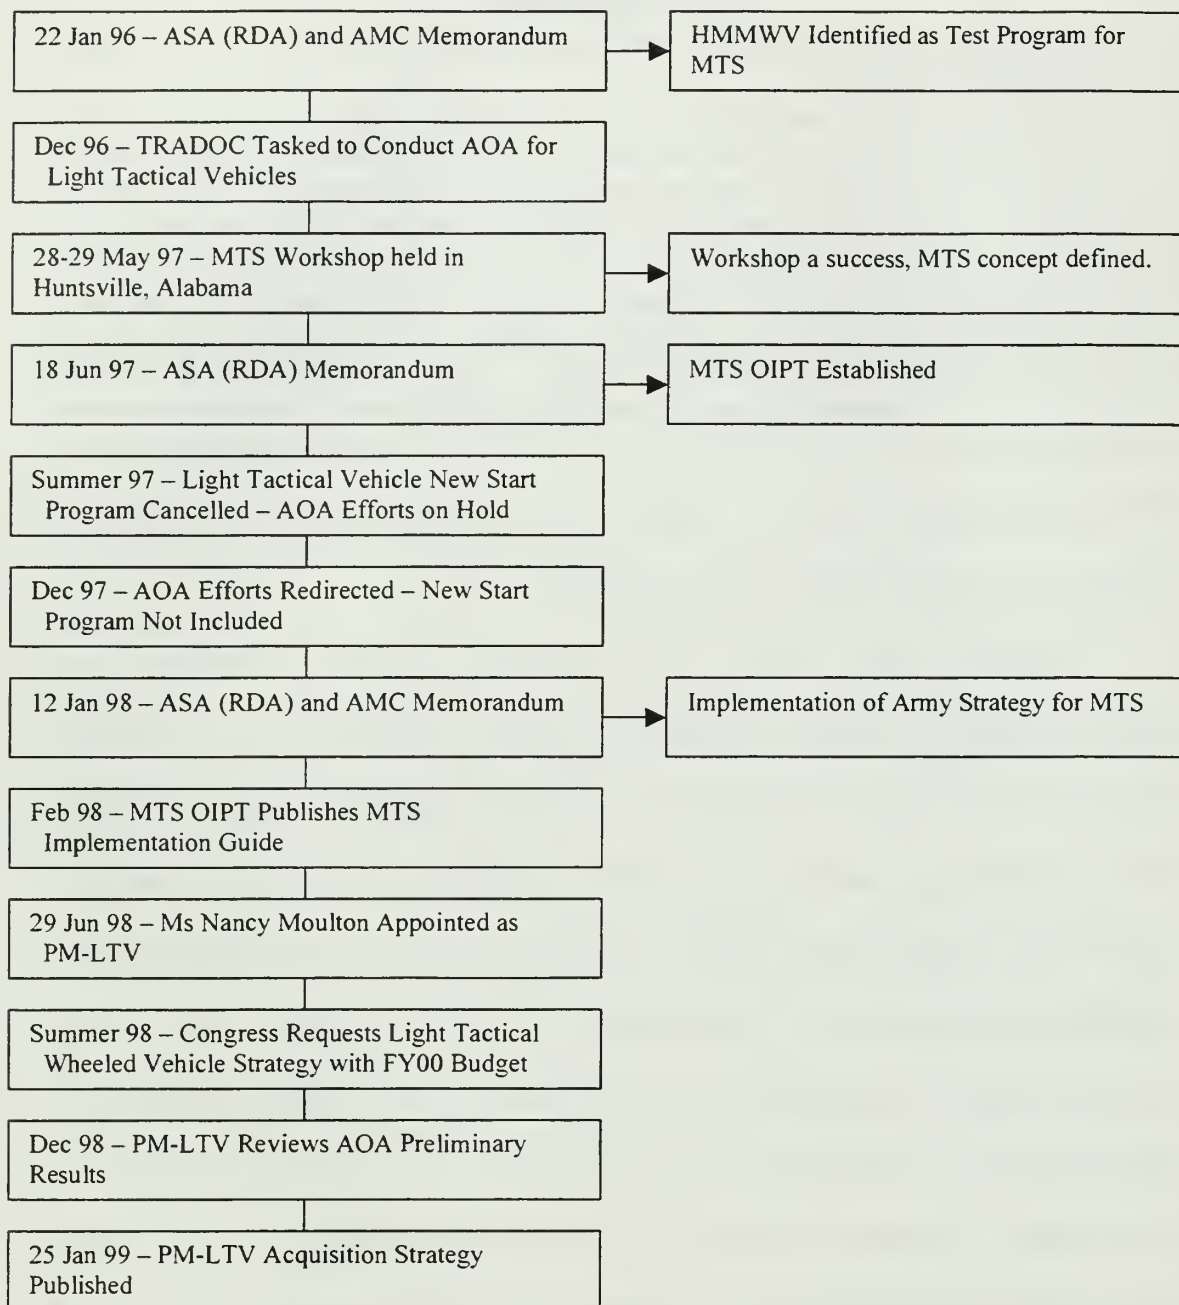 22 Jan 96 – ASA (RDA) and AMC Memorandum
HMMWV Identified as Test Program for
MTS
Dec 96 – TRADOC Tasked to Conduct AOA for
Light Tactical Vehicles
28-29 May 97 – MTS Workshop held in
Huntsville, Alabama
Workshop a success, MTS concept defined.
18 Jun 97 – ASA (RDA) Memorandum
MTS OIPT Established
Summer 97 – Light Tactical Vehicle New Start
Program Cancelled – AOA Efforts on Hold
Dec 97 – AOA Efforts Redirected – New Start
Program Not Included
12 Jan 98 – ASA (RDA) and AMC Memorandum
Implementation of Army Strategy for MTS
Feb 98 – MTS OIPT Publishes MTS
Implementation Guide
29 Jun 98 – Ms Nancy Moulton Appointed as
PM-LTV
Summer 98 – Congress Requests Light Tactical
Wheeled Vehicle Strategy with FY00 Budget
Dec 98 – PM-LTV Reviews AOA Preliminary
Results
25 Jan 99 – PM-LTV Acquisition Strategy
Published